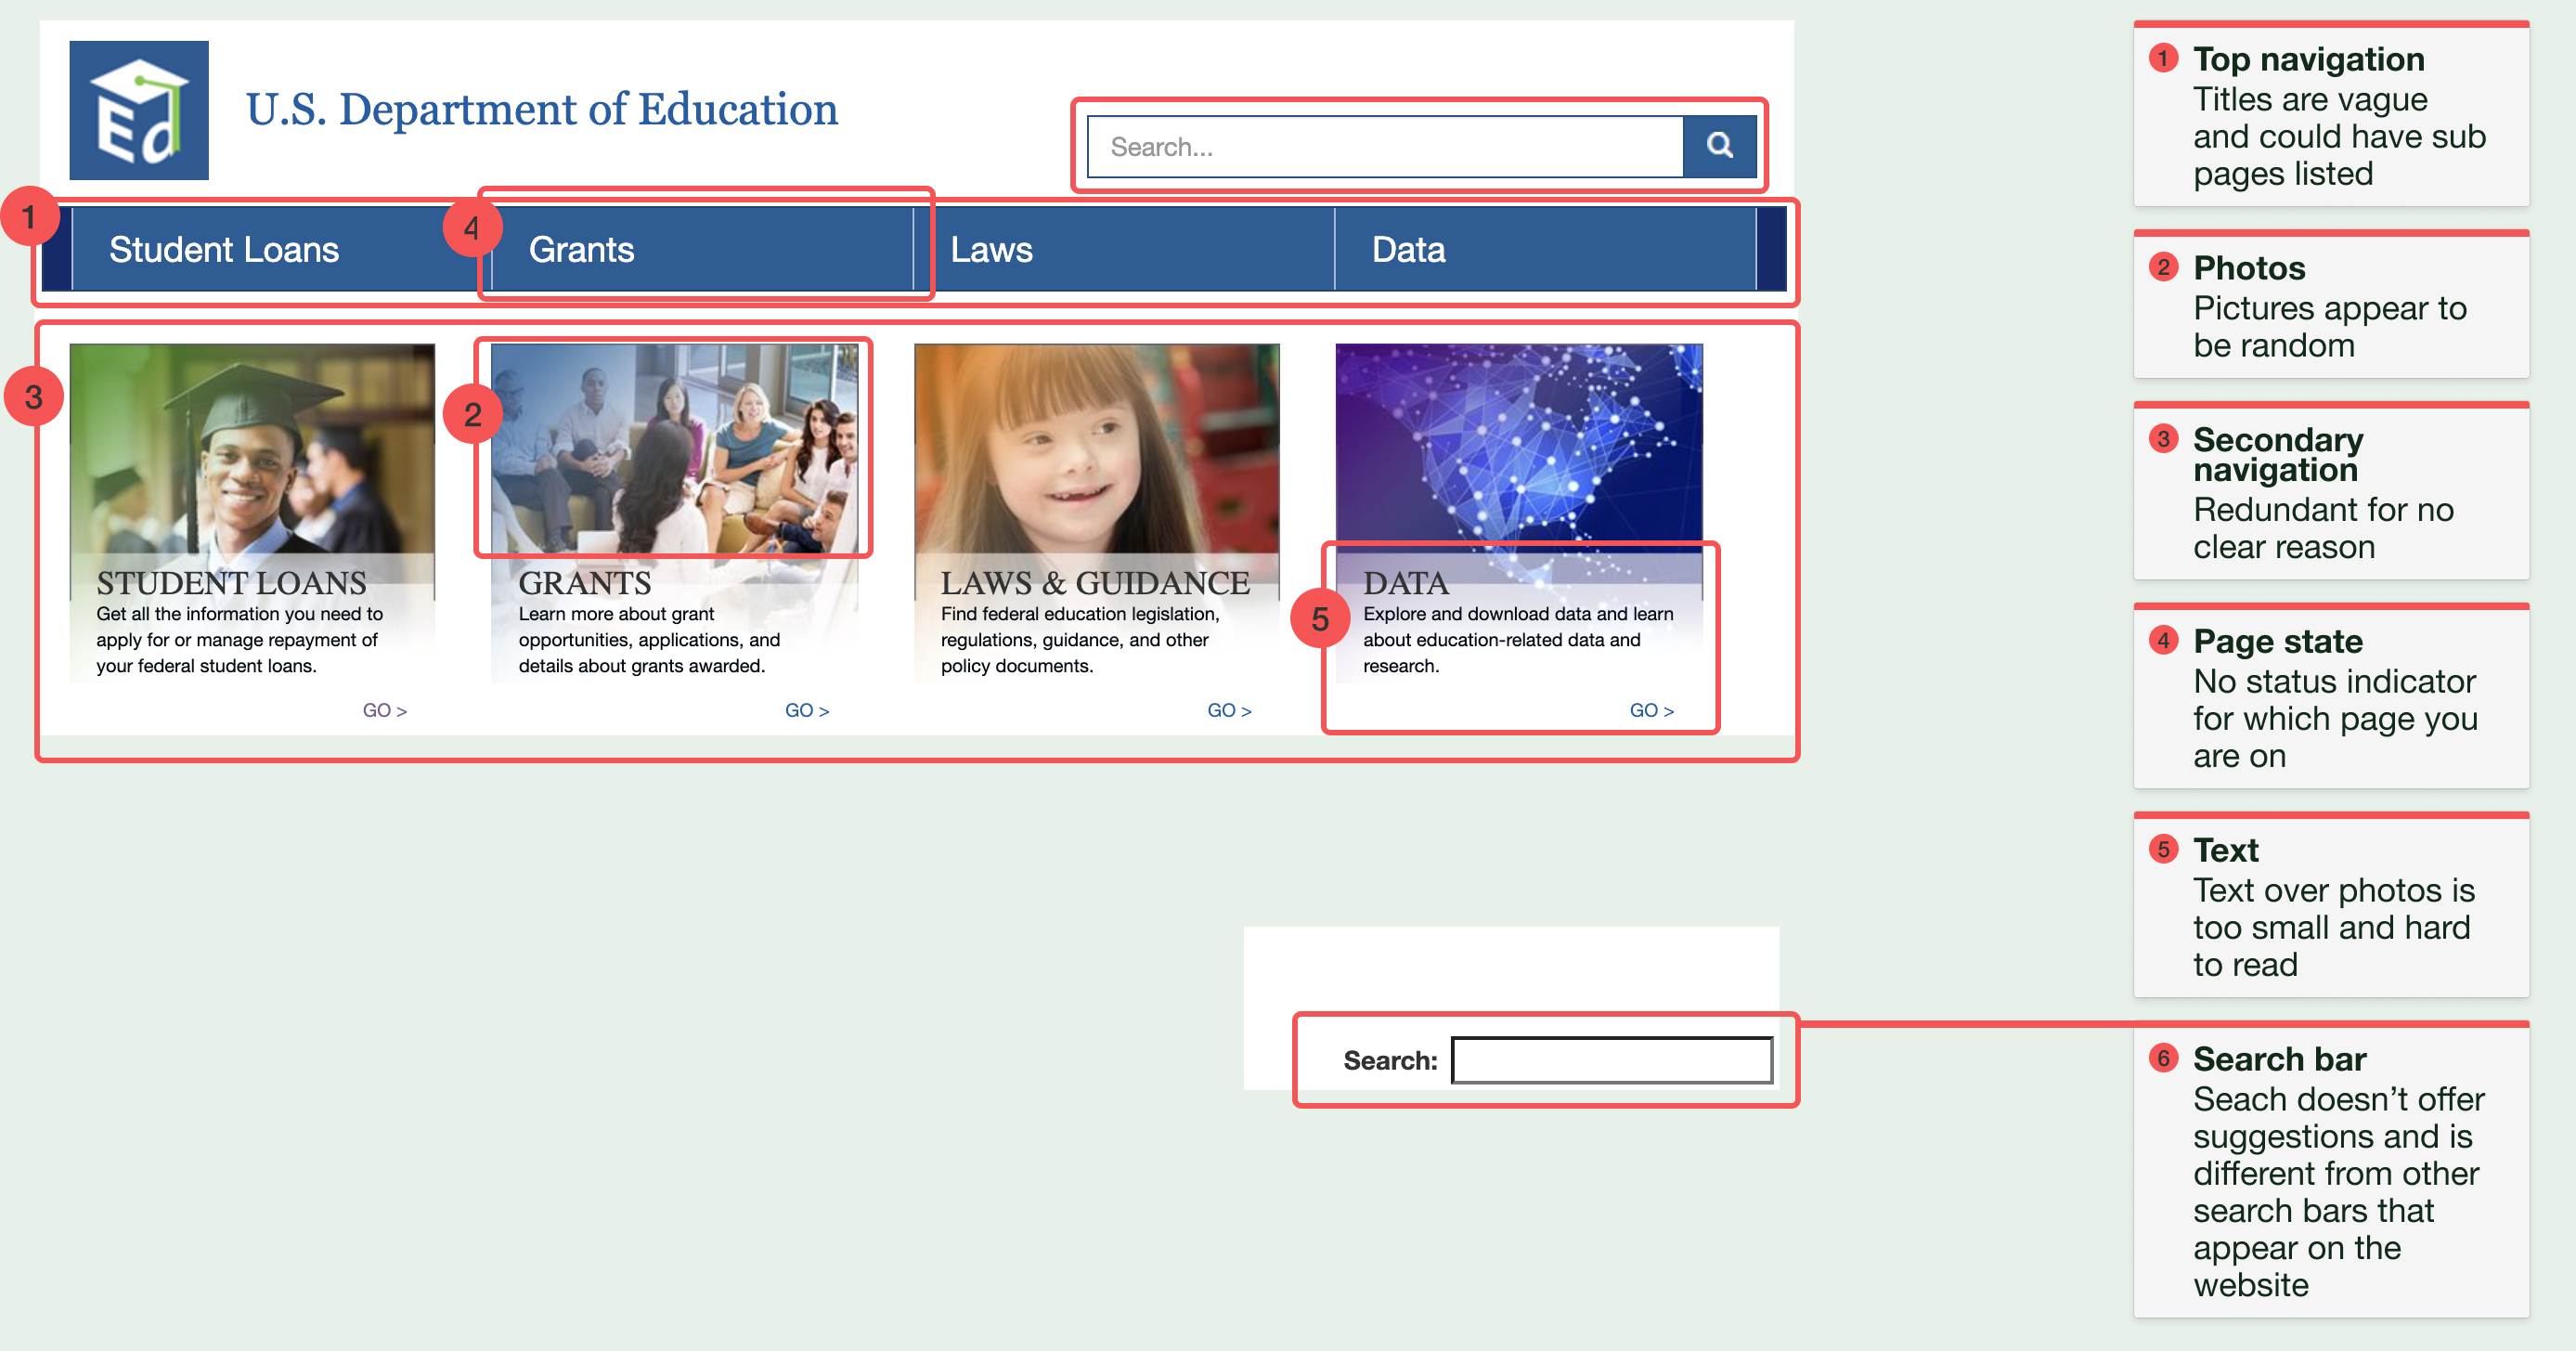 Ed
U.S. Department of Education
Search...
1
4
Student Loans
Grants
Laws
Data
3
2
STUDENT LOANS
Get all the information you need to
apply for or manage repayment of
your federal student loans.
GO >
GRANTS
Learn more about grant
opportunities, applications, and
details about grants awarded.
GO >
LAWS & GUIDANCE
Find federal education legislation,
regulations, guidance, and other
policy documents.
GO >
5
DATA
Explore and download data and learn
about education-related data and
research.
GO >
Search:
1 Top navigation
Titles are vague
and could have sub
pages listed
2 Photos
Pictures appear to
be random
3 Secondary
navigation
Redundant for no
clear reason
4 Page state
No status indicator
for which page you
are on
5 Text
Text over photos is
too small and hard
to read
6 Search bar
Seach doesn’t offer
suggestions and is
different from other
search bars that
appear on the
website